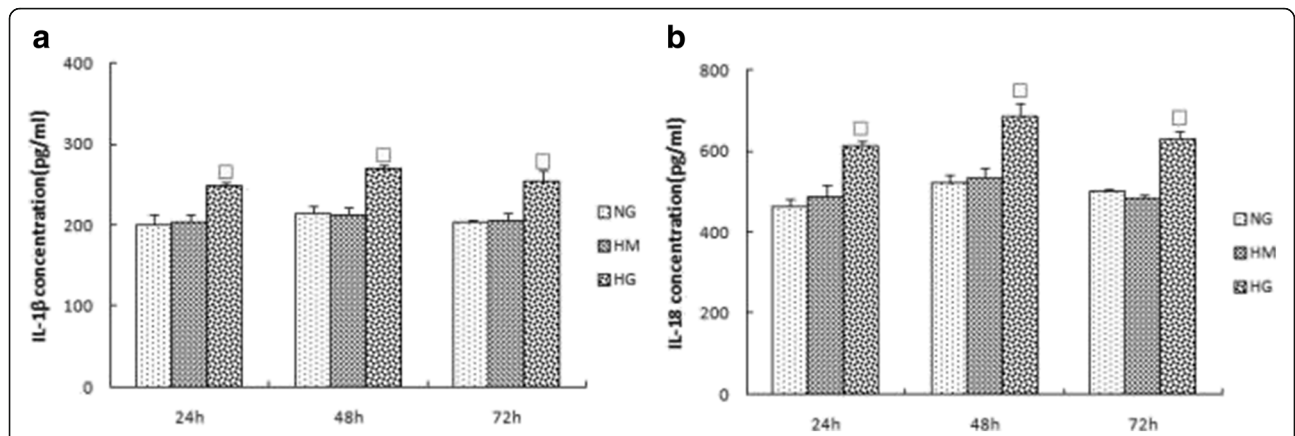 a
400
300
200
100
0
IL-1β concentration(pg/ml)
24h
48h
72h
NG
HM
HG
b
800
600
400
200
0
IL-18 concentration(pg/ml)
24h
48h
72h
NG
HM
HG